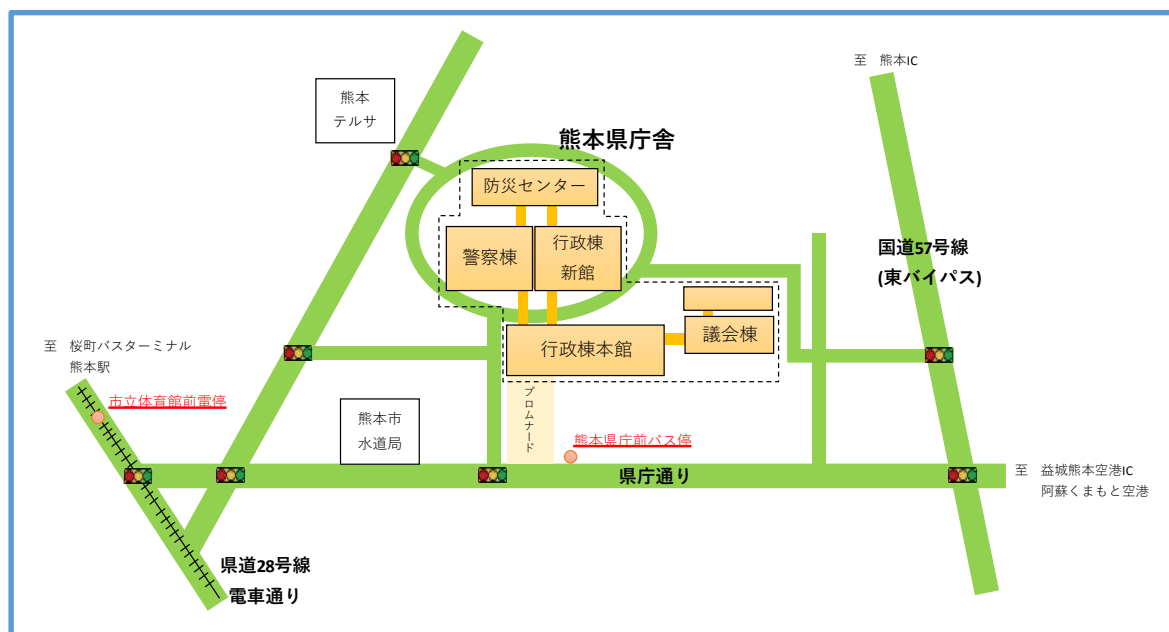 至　熊本IC
熊本
テルサ
熊本県庁舎
防災センター
警察棟
行政棟
新館
国道57号線
(東バイパス)
行政棟本館
議会棟
至　桜町バスターミナル
熊本駅
市立体育館前電停
プロムナード
熊本市
水道局
熊本県庁前バス停
県庁通り
至　益城熊本空港IC
阿蘇くまもと空港
県道28号線
電車通り